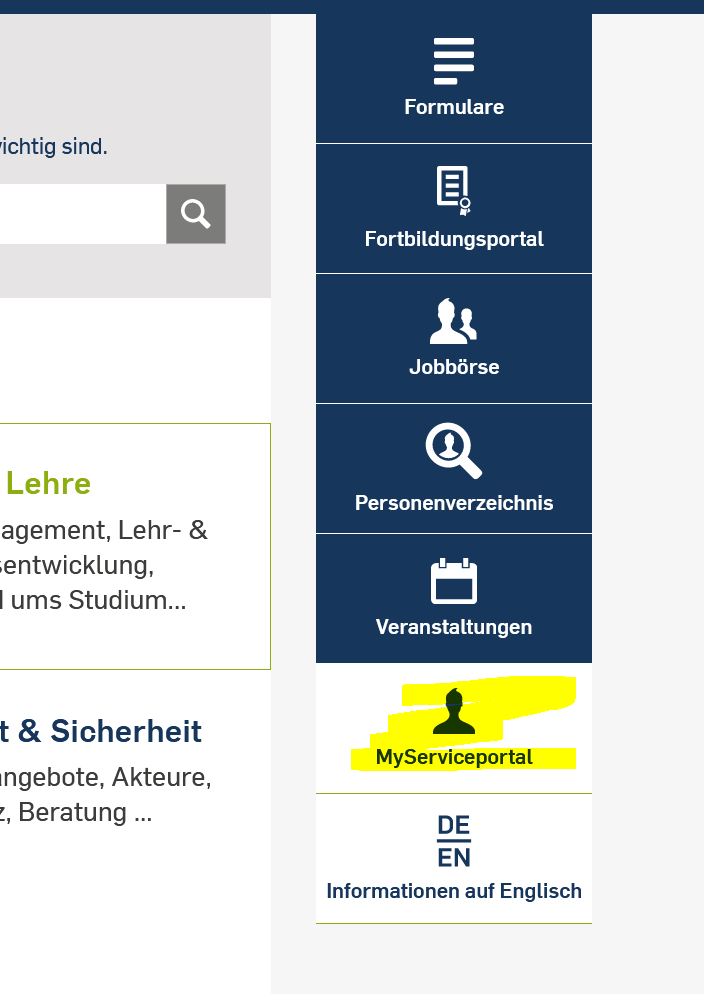 wichtig sind.
Lehre
agement, Lehr- &
sentwicklung,
ums Studium...
& Sicherheit
angebote, Akteure,
z, Beratung ...
Formulare
Fortbildungsportal
Jobbörse
Personenverzeichnis
Veranstaltungen
MyServiceportal
DE
EN
Informationen auf Englisch